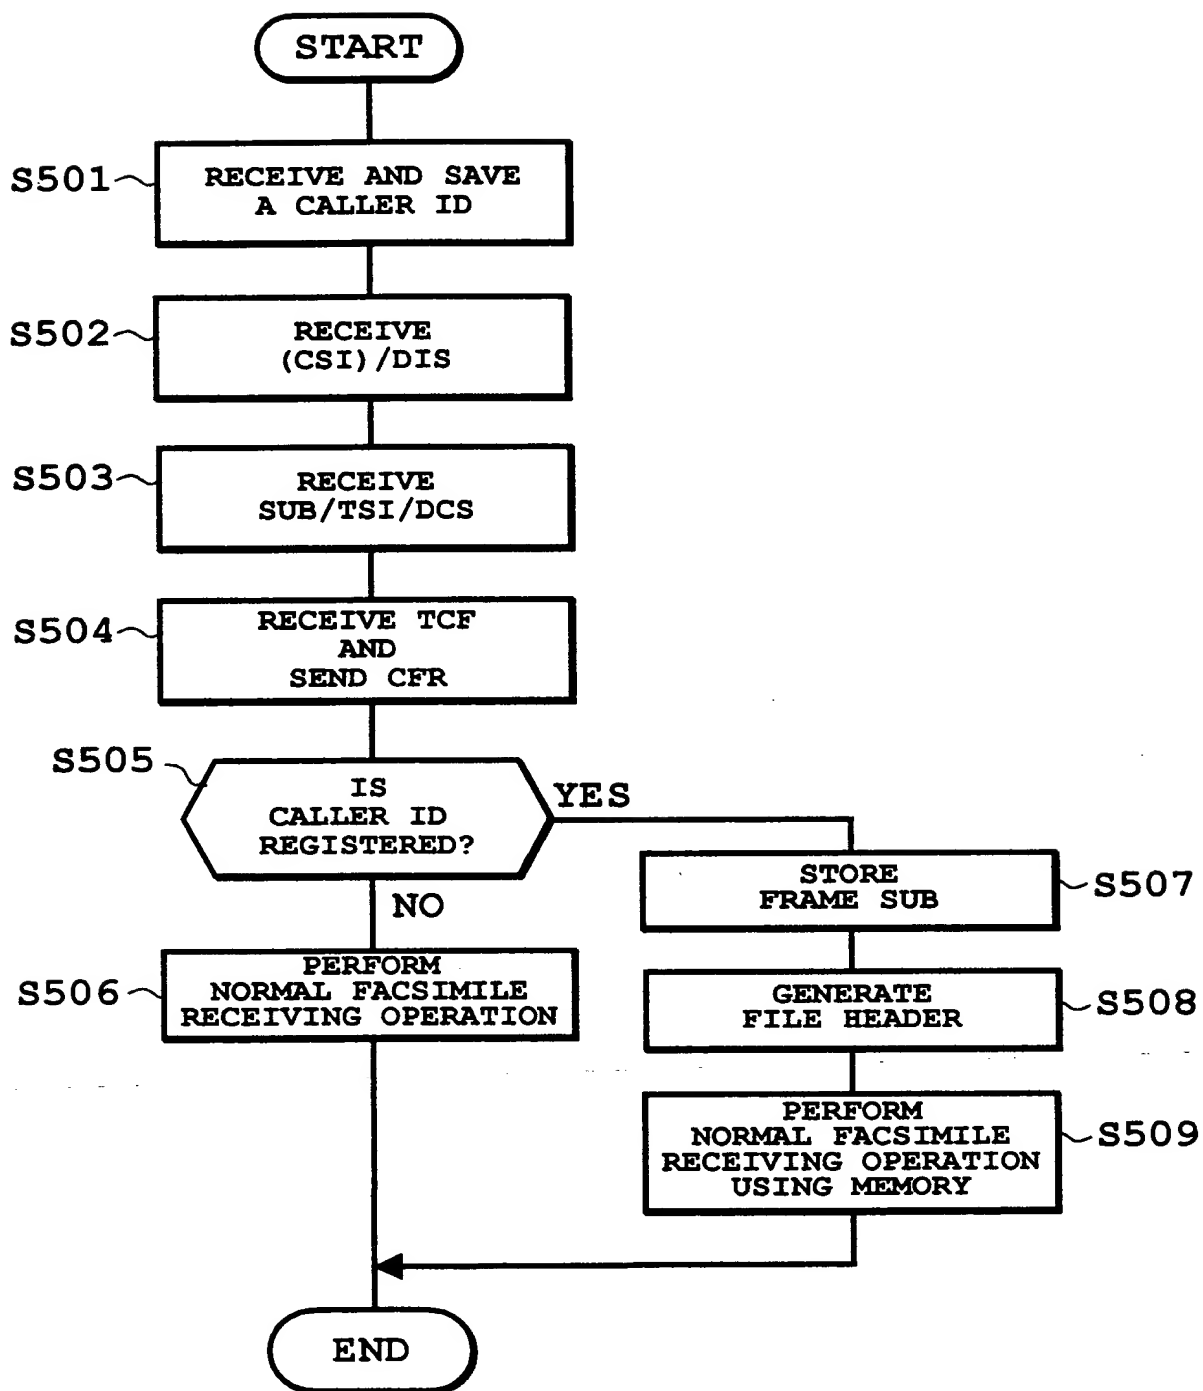 START
S501
RECEIVE AND SAVE
A CALLER ID
S502
RECEIVE
(CSI)/DIS
S503
RECEIVE
SUB/TSI/DCS
S504
RECEIVE TCF
AND
SEND CFR
S505
IS
CALLER ID
REGISTERED?
YES
NO
S506
PERFORM
NORMAL FACSIMILE
RECEIVING OPERATION
STORE
FRAME SUB
S507
GENERATE
FILE HEADER
S508
PERFORM
NORMAL FACSIMILE
RECEIVING OPERATION
USING MEMORY
S509
END